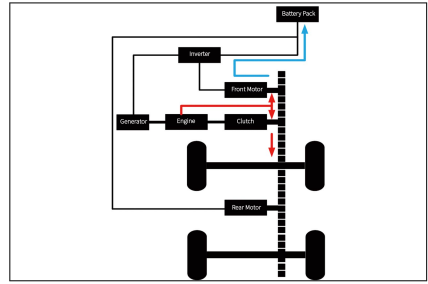 Battery Pack
Inverter
Front Motor
Generator
Engine
Clutch
Rear Motor